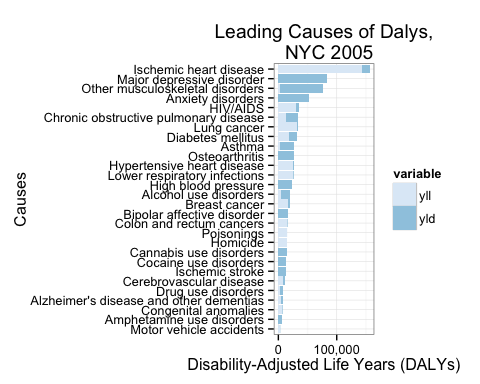 Leading Causes of Dalys,
NYC 2005
Causes
Ischemic heart disease
Major depressive disorder
Other musculoskeletal disorders
Anxiety disorders
HIV/AIDS
Chronic obstructive pulmonary disease
Lung cancer
Diabetes mellitus
Asthma
Osteoarthritis
Hypertensive heart disease
Lower respiratory infections
High blood pressure
Alcohol use disorders
Breast cancer
Bipolar affective disorder
Colon and rectum cancers
Poisonings
Homicide
Cannabis use disorders
Cocaine use disorders
Ischemic stroke
Cerebrovascular disease
Drug use disorders
Alzheimer's disease and other dementias
Congenital anomalies
Amphetamine use disorders
Motor vehicle accidents
0 100,000
Disability-Adjusted Life Years (DALYs)
variable
yll
yld